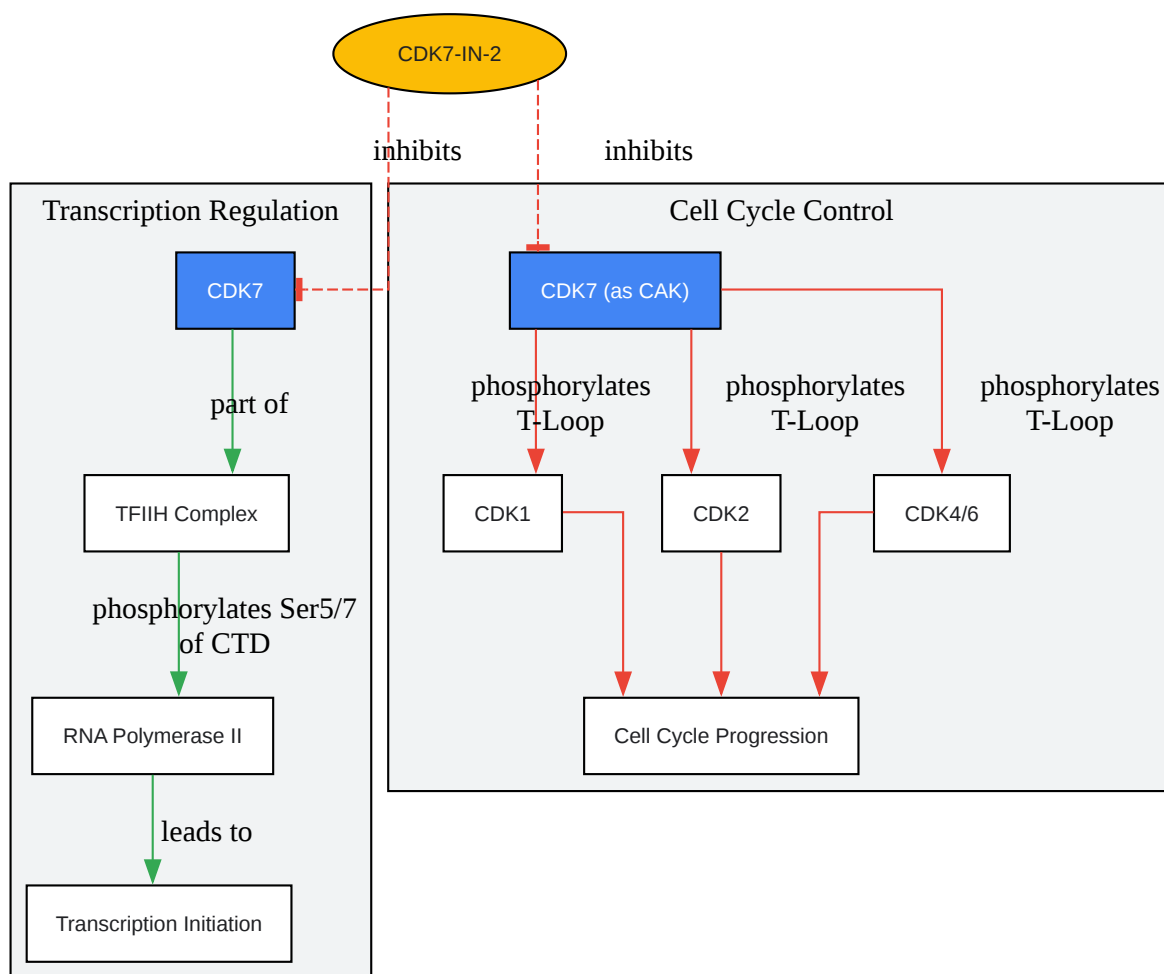 CDK7-IN-2
inhibits
inhibits
Transcription Regulation
CDK7
part of
TFIIH Complex
phosphorylates Ser5/7
of CTD
RNA Polymerase II
leads to
Transcription Initiation
Cell Cycle Control
CDK7 (as CAK)
phosphorylates
T-Loop
phosphorylates
T-Loop
phosphorylates
T-Loop
CDK1
CDK2
CDK4/6
Cell Cycle Progression